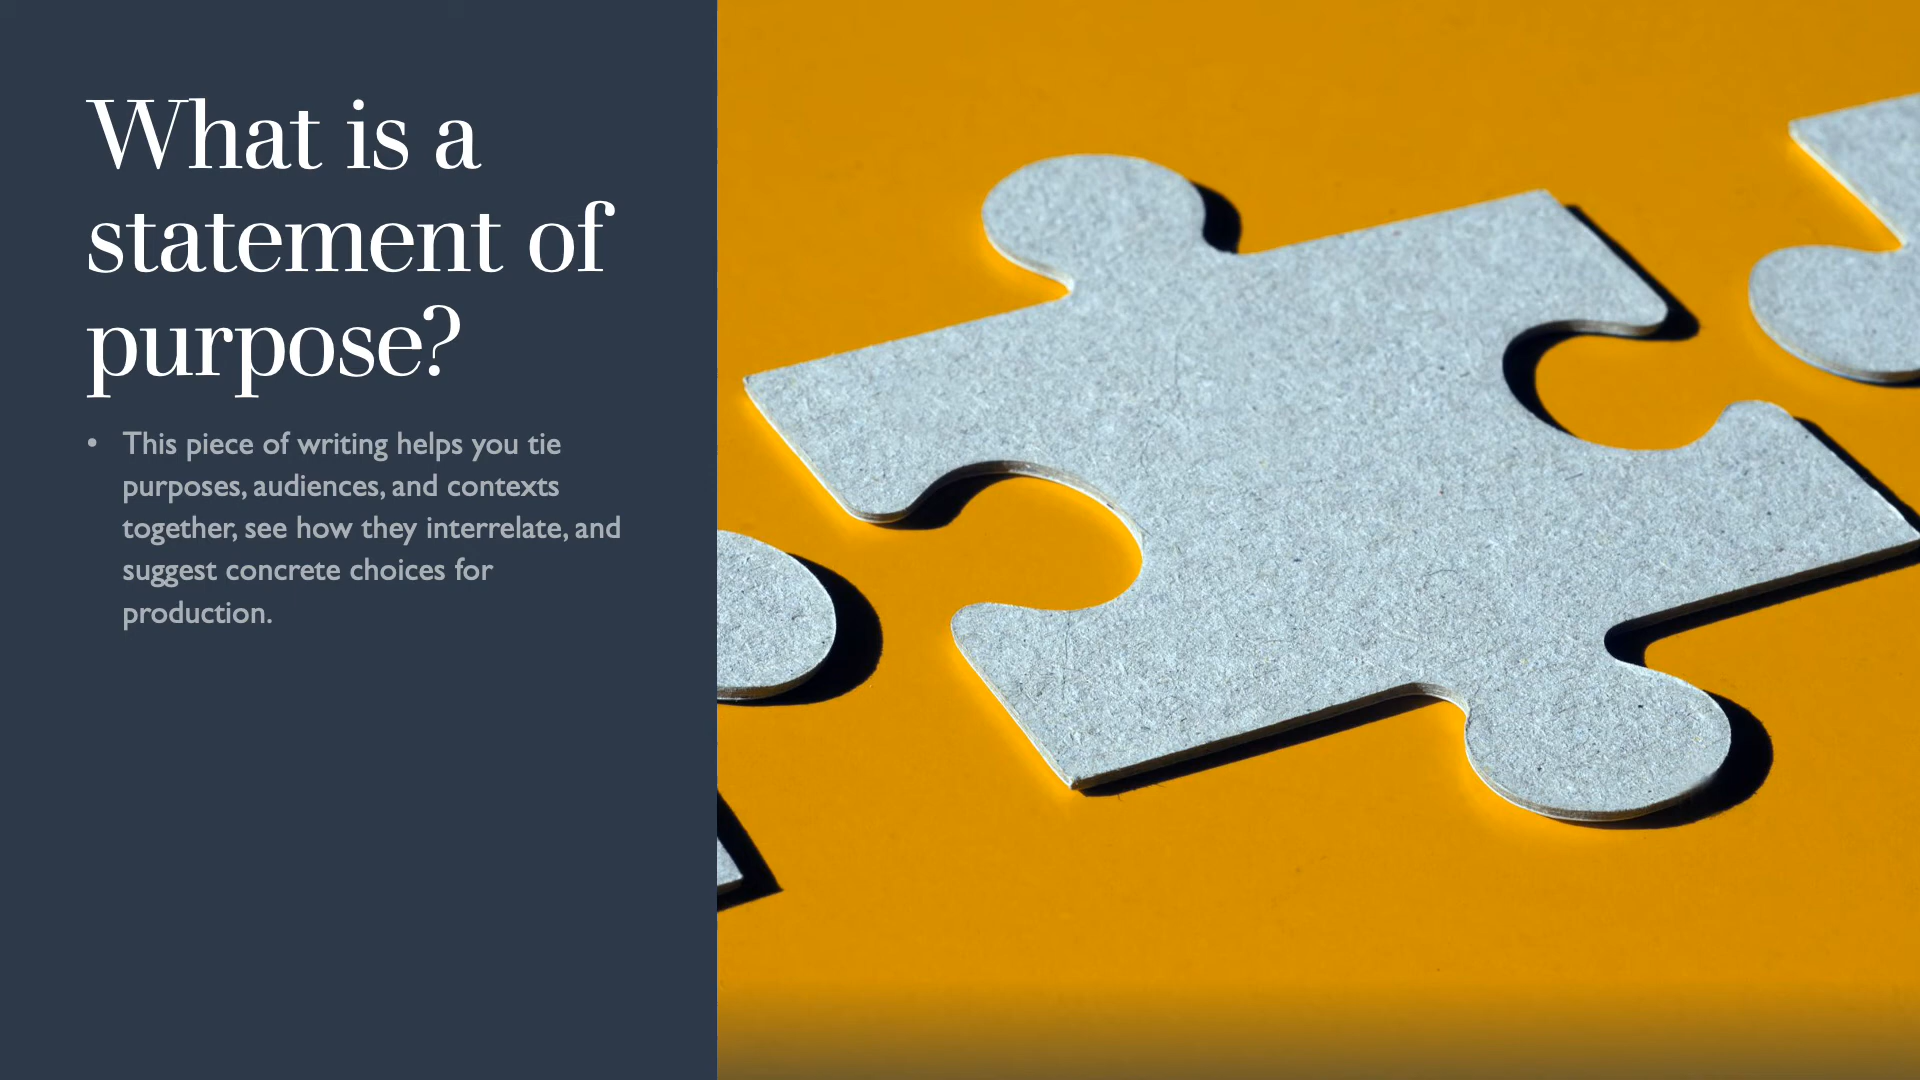 What is a
statement of
purpose?
• This piece of writing helps you tie
purposes, audiences, and contexts
together, see how they interrelate, and
suggest concrete choices for
production.